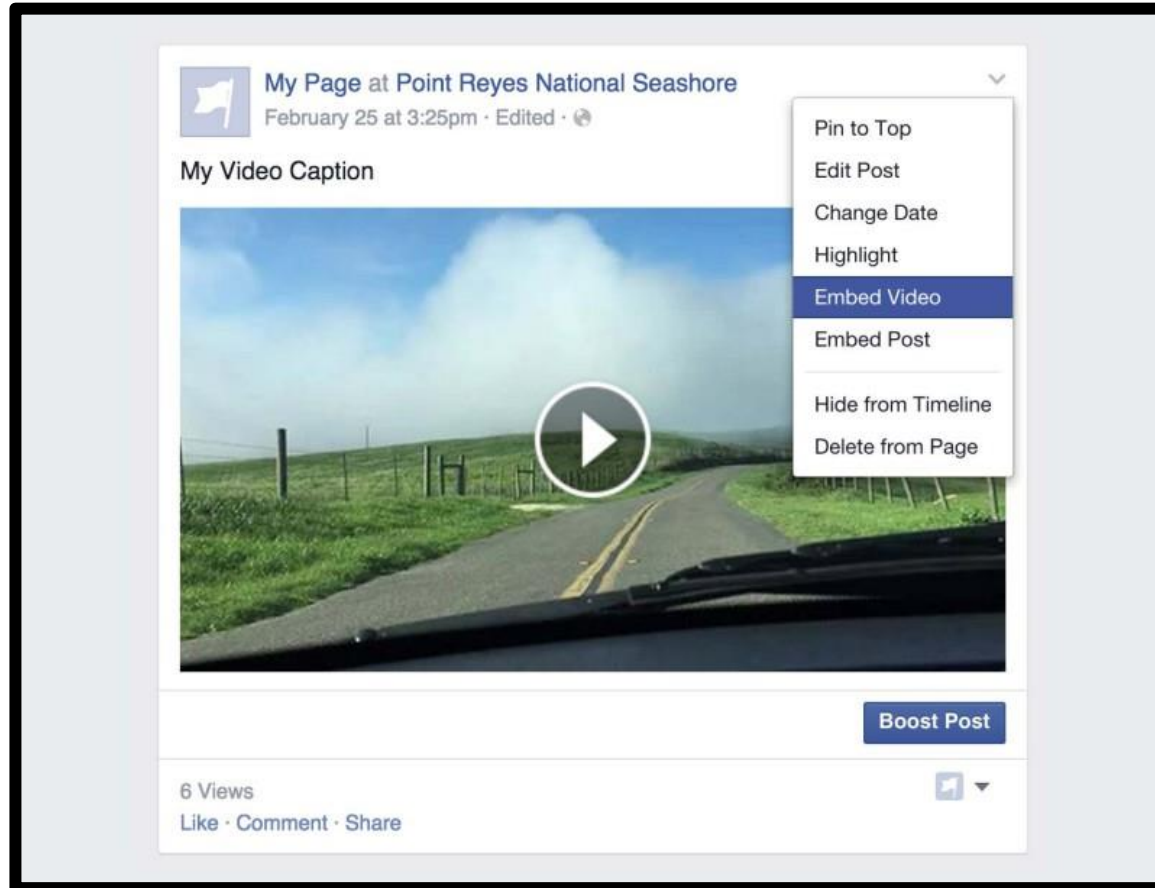 My Page at Point Reyes National Seashore
February 25 at 3:25pm · Edited ·
My Video Caption
Pin to Top
Edit Post
Change Date
Highlight
Embed Video
Embed Post
Hide from Timeline
Delete from Page
Boost Post
6 Views
Like · Comment · Share